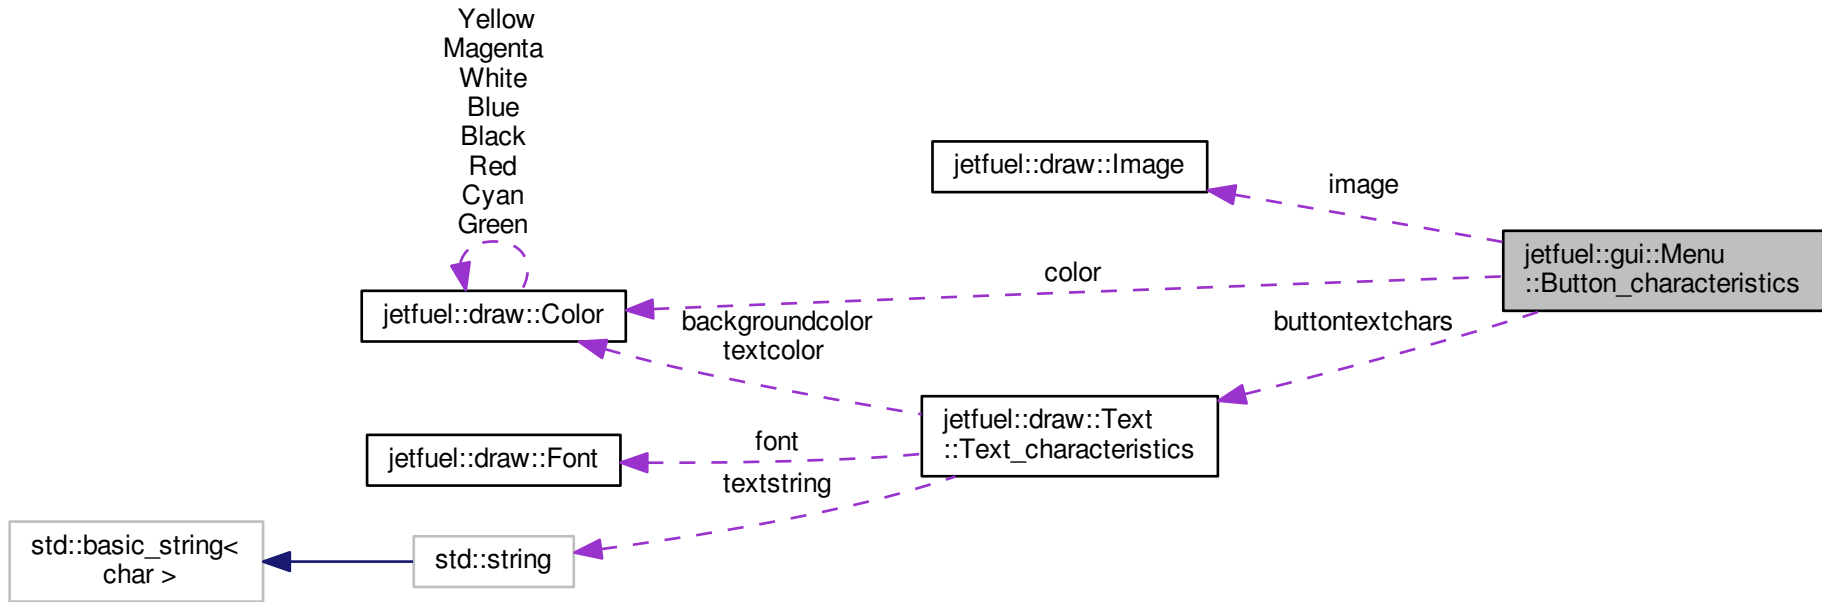 Yellow
Magenta
White
Blue
Black
Red
Cyan
Green
jetfuel::draw::Image
image
jetfuel::gui::Menu
::Button_characteristics
color
jetfuel::draw::Color
backgroundcolor
textcolor
buttontextchars
jetfuel::draw::Text
::Text_characteristics
font
jetfuel::draw::Font
textstring
std::basic_string<
char >
std::string